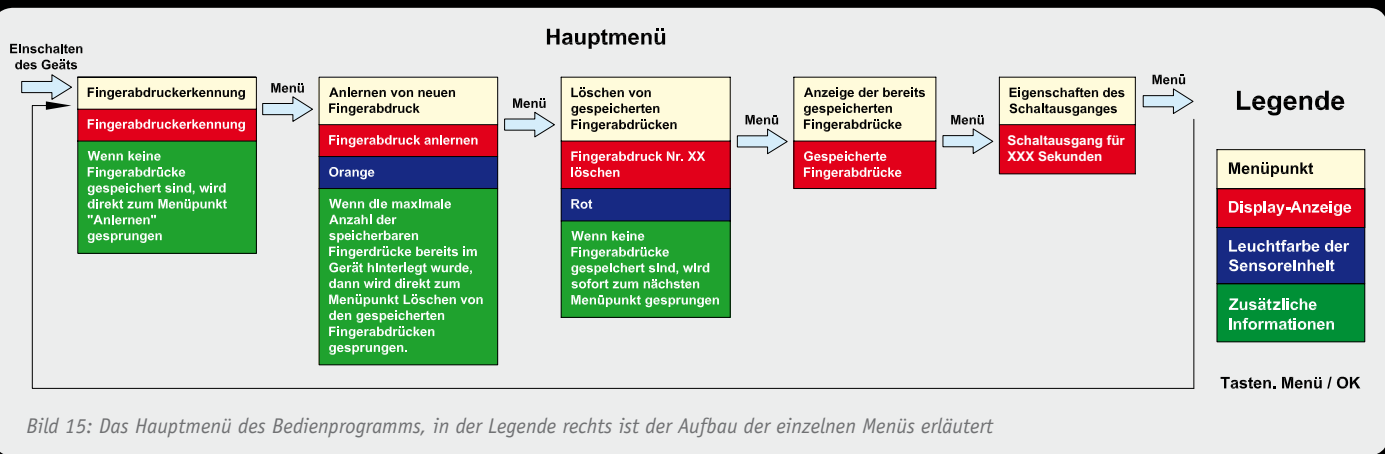 Hauptmenü
EInschalten
des Geäts
Fingerabdruckerkennung
Fingerabdruckerkennung
Wenn keine
Fingerabdrücke
gespeichert sind, wird
direkt zum Menüpunkt
"Anlernen"
gesprungen
Menü
Anlernen von neuen
Fingerabdruck
Fingerabdruck anlernen
Orange
Wenn die maximale
Anzahl der
speicherbaren
Fingerdrücke bereits im
Gerät hinterlegt wurde,
dann wird direkt zum
Menüpunkt Löschen von
den gespeicherten
Fingerabdrücken
gesprungen.
Menü
Löschen von
gespeicherten
Fingerabdrücken
Fingerabdruck Nr. XX
löschen
Rot
Wenn keine
Fingerabdrücke
gespeichert sind, wird
sofort zum nächsten
Menüpunkt gesprungen
Menü
Anzeige der bereits
gespeicherten
Fingerabdrücke
Gespeicherte
Fingerabdrücke
Menü
Eigenschaften des
Schaltausganges
Schaltausgang für
XXX Sekunden
Menü
Legende
Menüpunkt
Display-Anzeige
Leuchtfarbe der
Sensoreinheit
Zusätzliche
Informationen
Tasten. Menü / OK
Bild 15: Das Hauptmenü des Bedienprogramms, in der Legende rechts ist der Aufbau der einzelnen Menüs erläutert